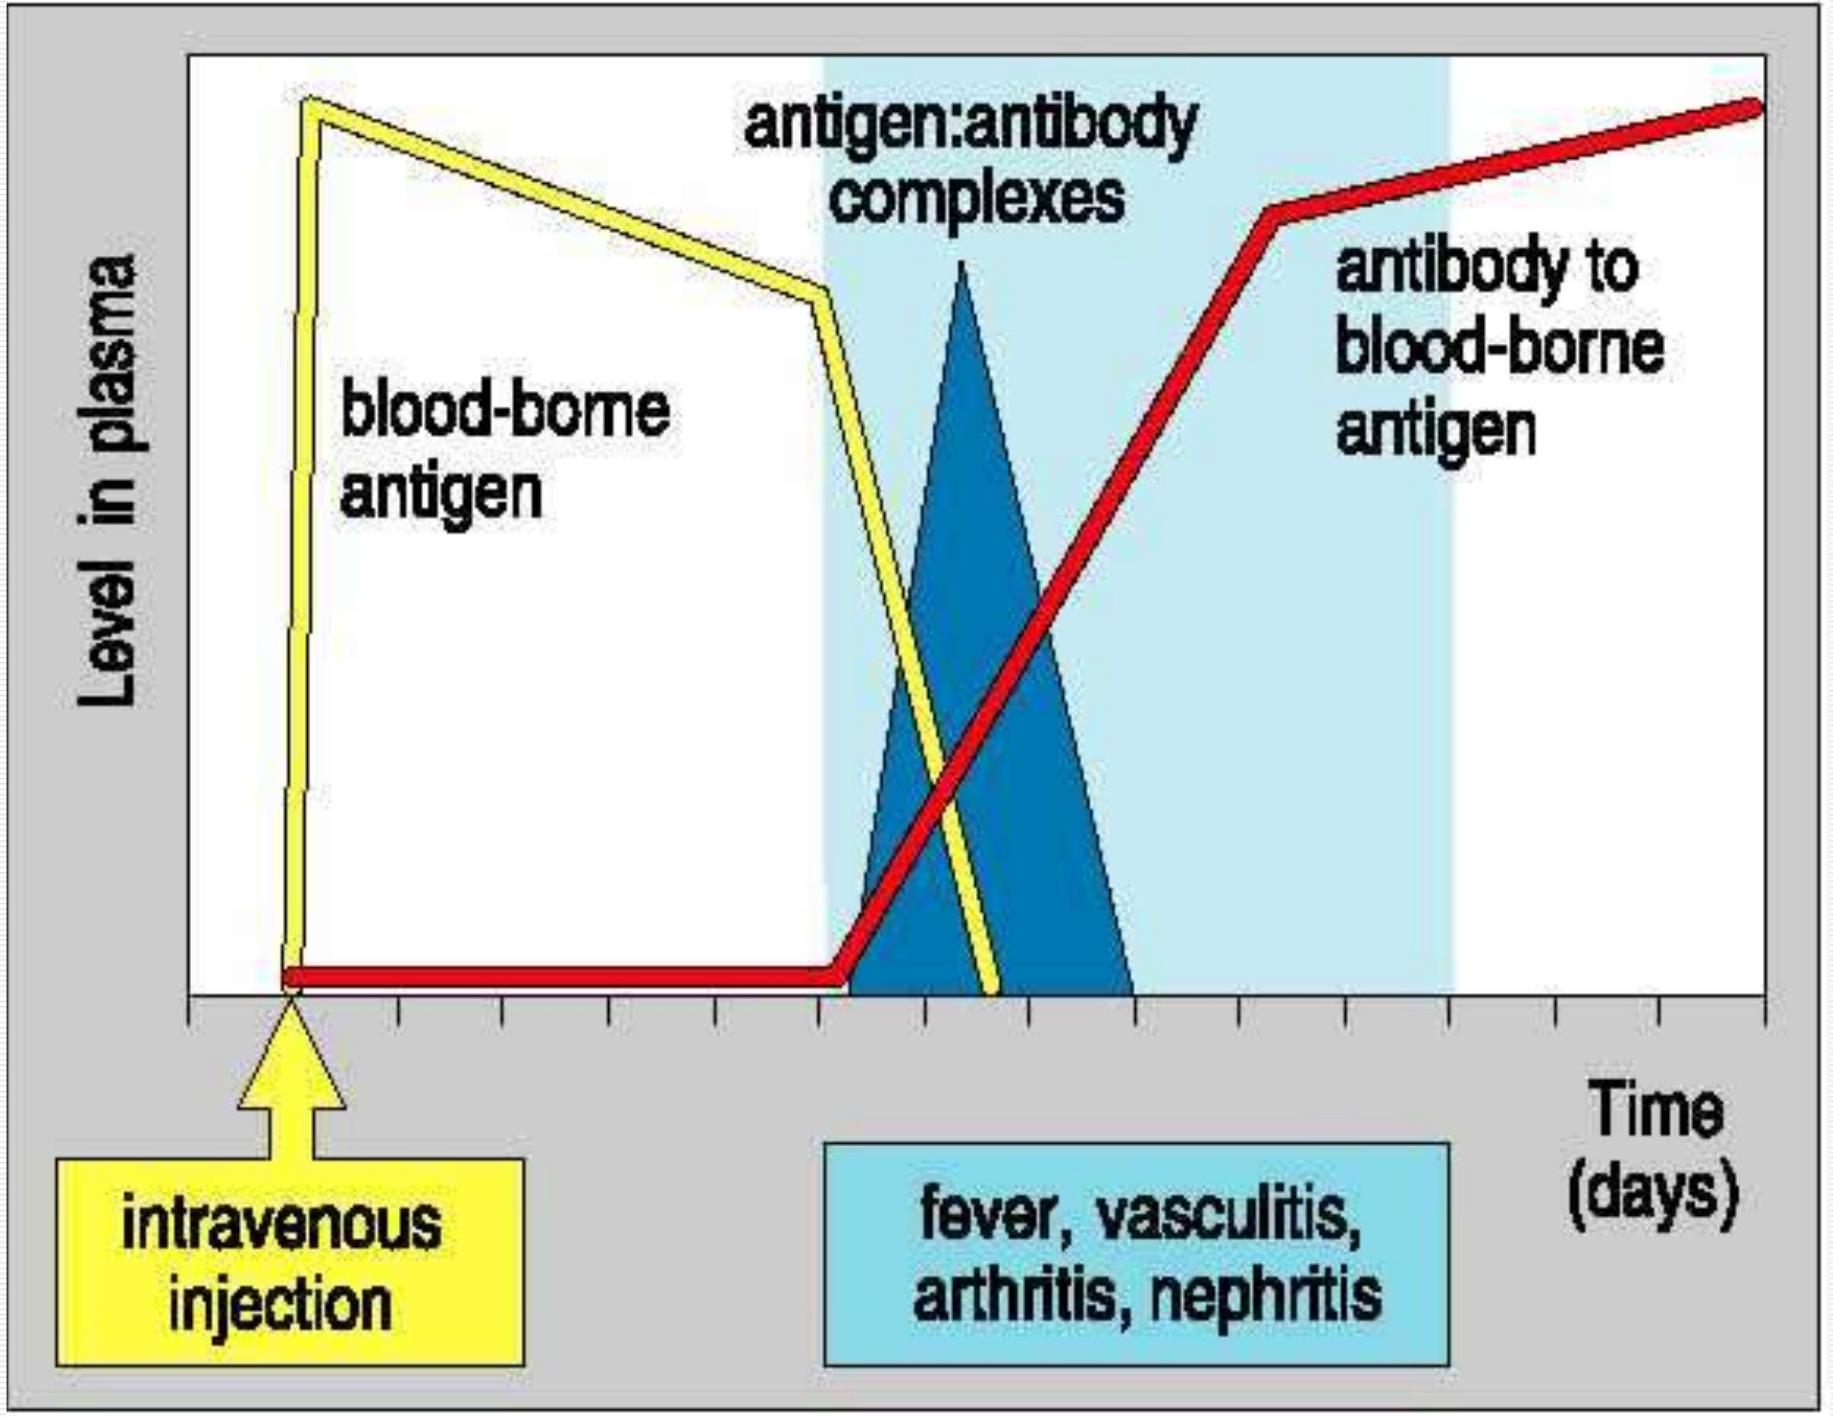 antigen:antibody
complexes
antibody to
blood-borne
antigen
blood-borne
antigen
Level in plasma
Time
(days)
intravenous
injection
fever, vasculitis,
arthritis, nephritis